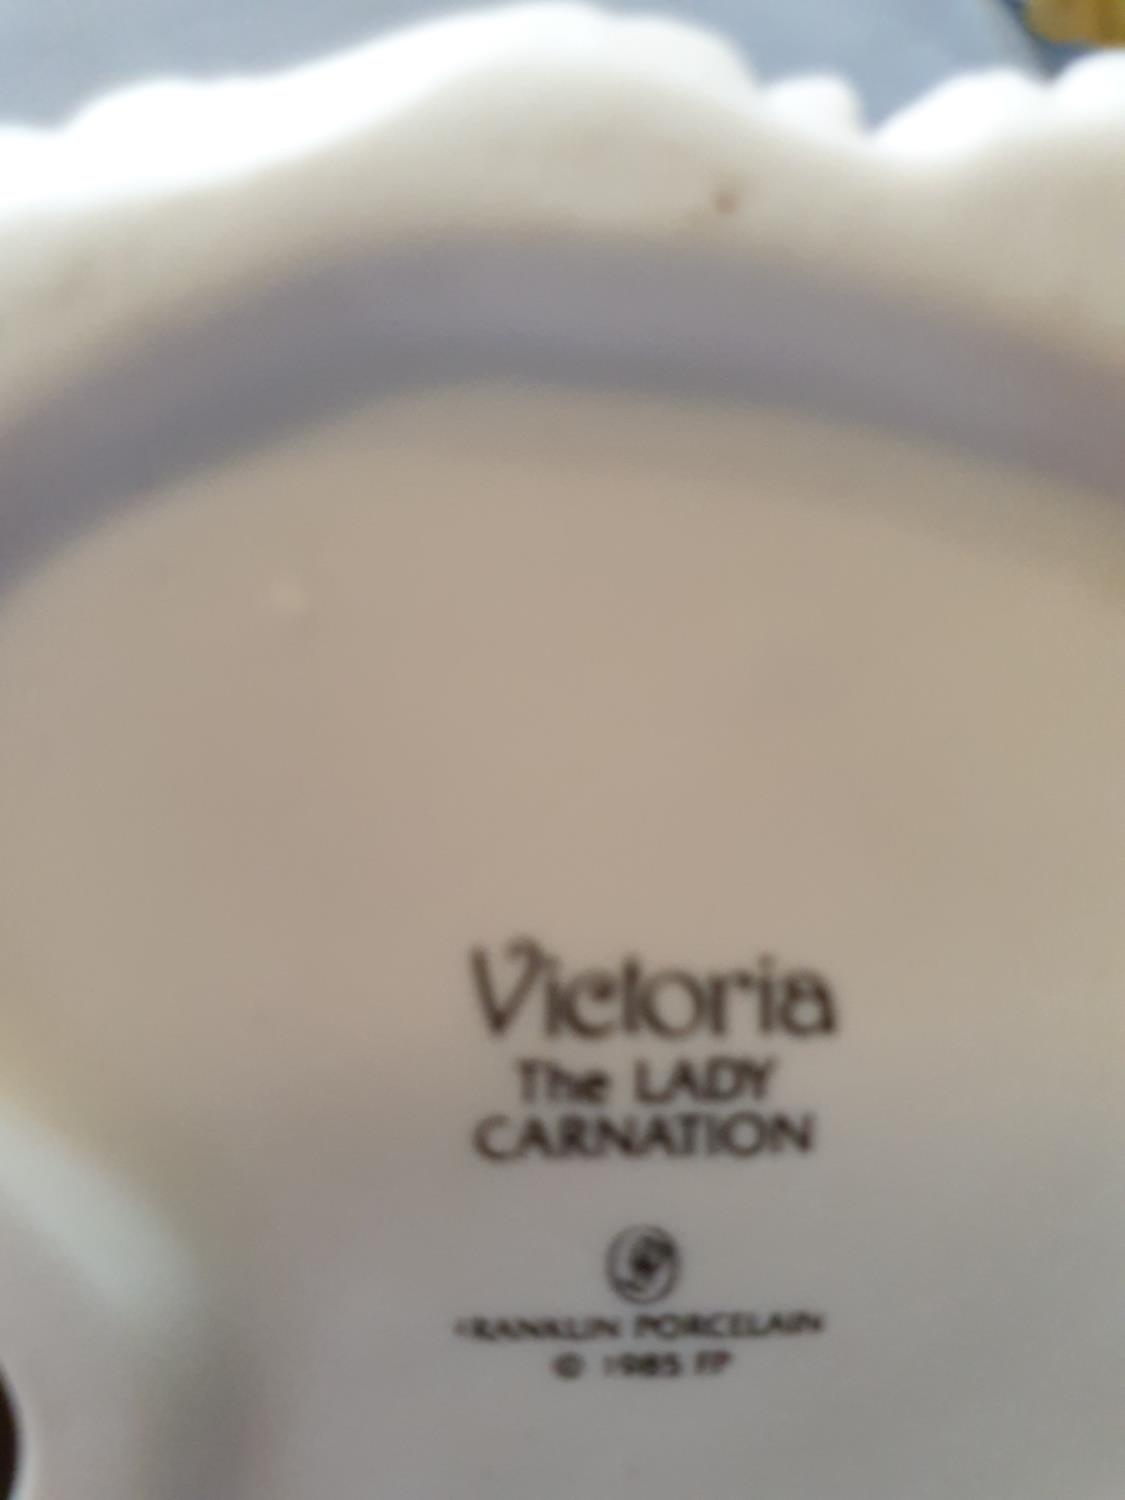 Victoria
The LADY
CARNATION
FRANKLIN PORCELAIN
© 1985 FP